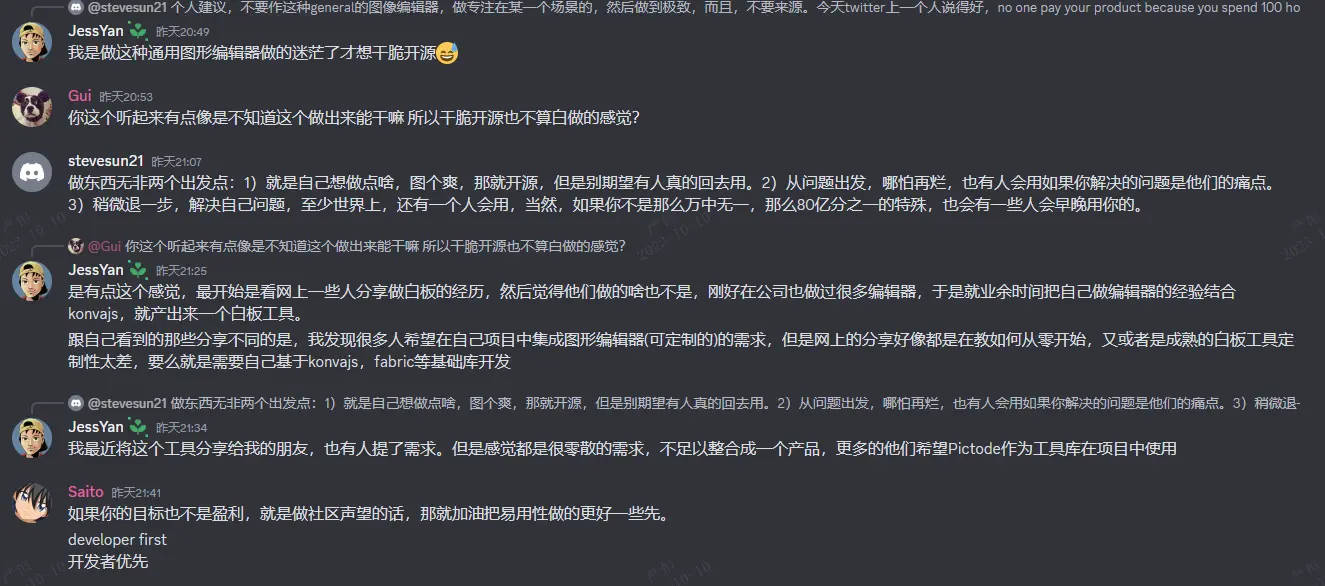 @stevesun21 个人建议，不要作这种general的图像编辑器，做专注在某一个场景的，然后做到极致，而且，不要来源。今天twitter上一个人说得好，no one pay your product because you spend 100 ho
JessYan 昨天20:49
我是做这种通用图形编辑器做的迷茫了才想干脆开源😅
Gui 昨天20:53
你这个听起来有点像是不知道这个做出来能干嘛 所以干脆开源也不算白做的感觉？
stevesun21 昨天21:07
做东西无非两个出发点：1）就是自己想做点啥，图个爽，那就开源，但是别期望有人真的回去用。2）从问题出发，哪怕再烂，也有人会用如果你解决的问题是他们的痛点。
3）稍微退一步，解决自己问题，至少世界上，还有一个人会用，当然，如果你不是那么万中无一，那么80亿分之一的特殊，也会有一些人会早晚用你的。
@Gui 你这个听起来有点像是不知道这个做出来能干嘛 所以干脆开源也不算白做的感觉？
JessYan 昨天21:25
是有点这个感觉，最开始是看网上一些人分享做白板的经历，然后觉得他们做的啥也不是，刚好在公司也做过很多编辑器，于是就业余时间把自己做编辑器的经验结合
konvajs，就产出来一个白板工具。
跟自己看到的那些分享不同的是，我发现很多人希望在自己项目中集成图形编辑器(可定制的)的需求，但是网上的分享好像都是在教如何从零开始，又或者是成熟的白板工具定
制性太差，要么就是需要自己基于konvajs，fabric等基础库开发
@stevesun21 做东西无非两个出发点：1）就是自己想做点啥，图个爽，那就开源，但是别期望有人真的回去用。2）从问题出发，哪怕再烂，也有人会用如果你解决的问题是他们的痛点。3）稍微退一
JessYan 昨天21:34
我最近将这个工具分享给我的朋友，也有人提了需求。但是感觉都是很零散的需求，不足以整合成一个产品，更多的他们希望Pictode作为工具库在项目中使用
Saito 昨天21:41
如果你的目标也不是盈利，就是做社区声望的话，那就加油把易用性做的更好一些先。
developer first
开发者优先